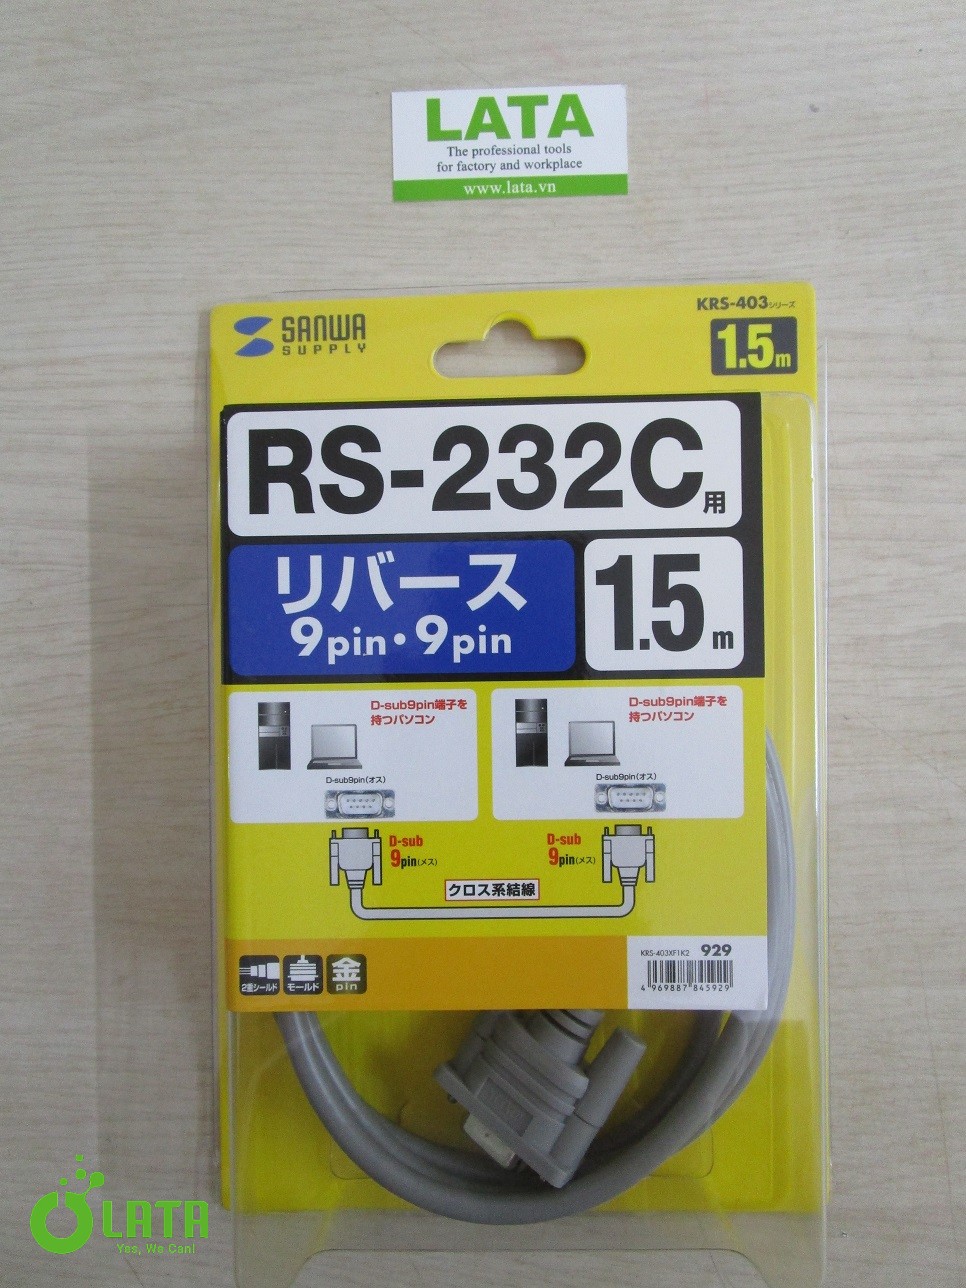 LATA
The professional tools
for factory and workplace
www.lata.vn
KRS-403シリーズ
SANWA
SUPPLY
1.5m
RS-232C用
リバース
9pin・9pin
1.5m
D-sub9pin端子を
持つパソコン
D-sub9pin端子を
持つパソコン
D-sub9pin(オス)
D-sub9pin(オス)
D-sub
9pin(メス)
D-sub
9pin(メス)
クロス系結線
KRS-403XF1K2 929
4 969887 845929
2重シールド
モールド
金
pin
LATA
Yes, We Can!